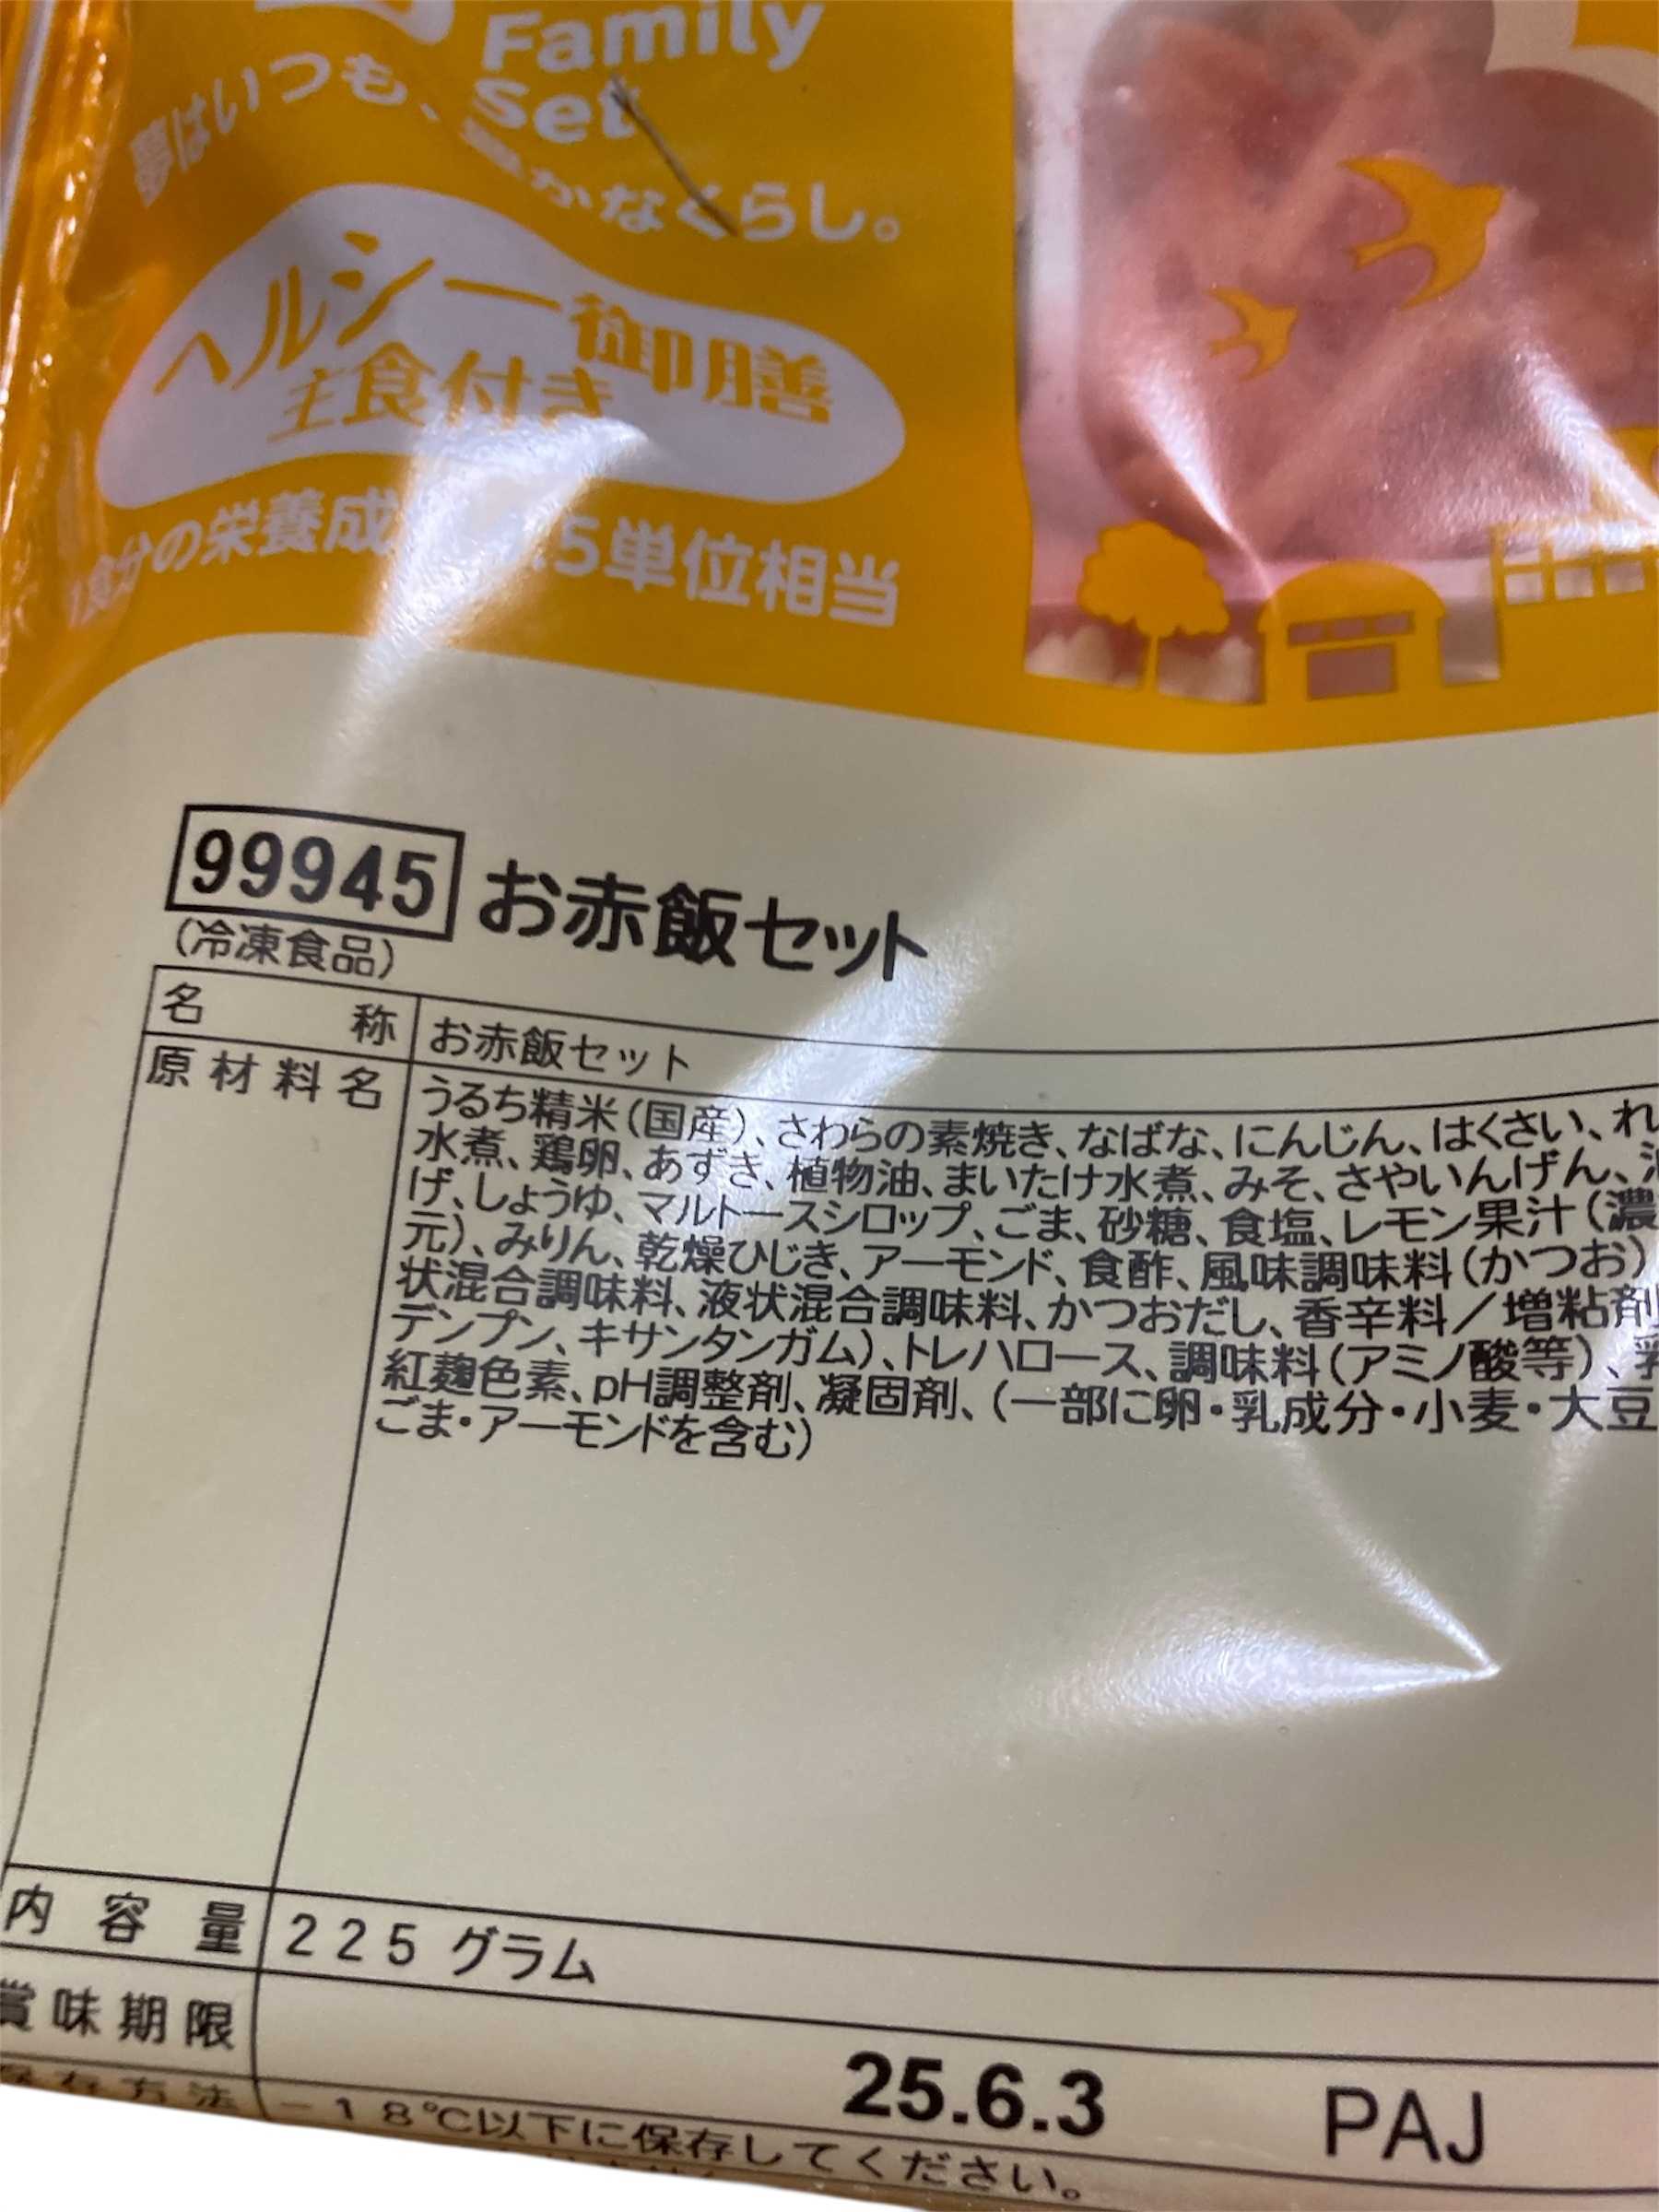 Family
Set
夢はいつも、豊かなくらし。
ヘルシー御膳
主食付き
1食分の栄養成 .5単位相当
99945 お赤飯セット
(冷凍食品)
名称 お赤飯セット
原材料名 うるち精米(国産)、さわらの素焼き、なばな、にんじん、はくさい、れ
水煮、鶏卵、あずき、植物油、まいたけ水煮、みそ、さやいんげん、
げ、しょうゆ、マルトースシロップ、ごま、砂糖、食塩、レモン果汁(濃
元)、みりん、乾燥ひじき、アーモンド、食酢、風味調味料(かつお)
状混合調味料、液状混合調味料、かつおだし、香辛料/増粘剤
デンプン、キサンタンガム)、トレハロース、調味料(アミノ酸等)、乳
紅麹色素、pH調整剤、凝固剤、(一部に卵・乳成分・小麦・大豆
ごま・アーモンドを含む)
内容量 225グラム
賞味期限 25.6.3 PAJ
保存方法 -18℃以下に保存してください。